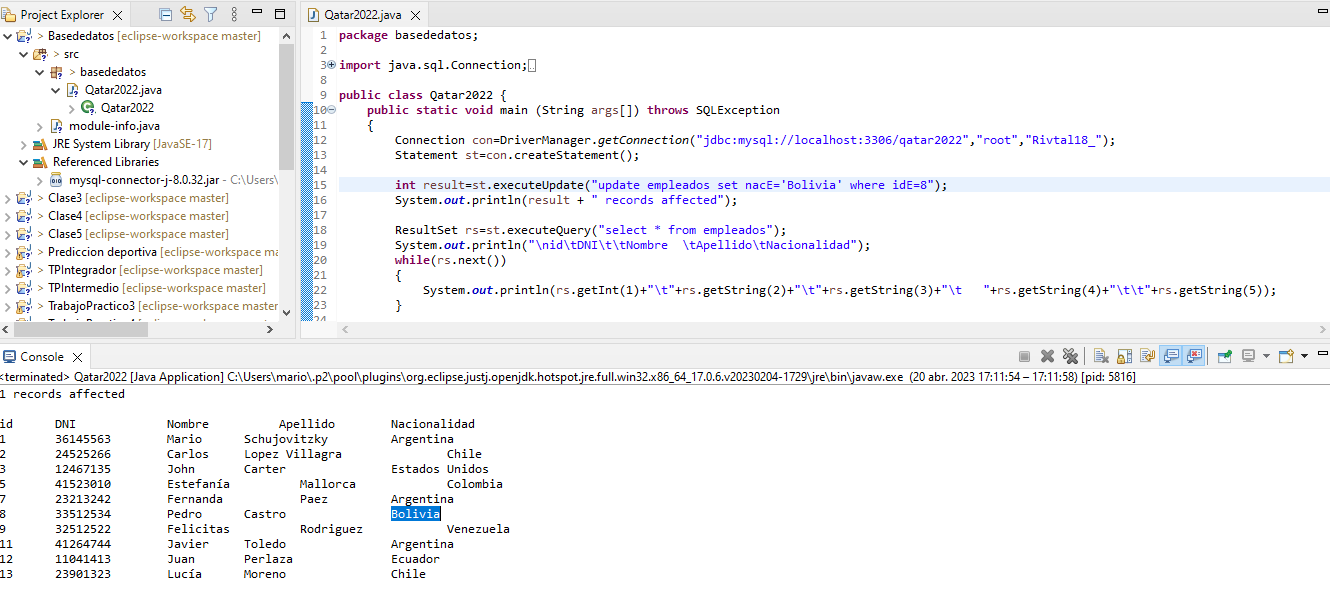 Project Explorer
Basededatos [eclipse-workspace master]
src
basededatos
Qatar2022.java
Qatar2022
module-info.java
JRE System Library [JavaSE-17]
Referenced Libraries
mysql-connector-j-8.0.32.jar - C:\Users\
Clase3 [eclipse-workspace master]
Clase4 [eclipse-workspace master]
Clase5 [eclipse-workspace master]
Prediccion deportiva [eclipse-workspace ma
TPIntegrador [eclipse-workspace master]
TPIntermedio [eclipse-workspace master]
TrabajoPractico3 [eclipse-workspace master
Qatar2022.java
1 package basededatos;
2
3 import java.sql.Connection;
8
9 public class Qatar2022 {
10 public static void main (String args[]) throws SQLException
11 {
12 Connection con=DriverManager.getConnection("jdbc:mysql://localhost:3306/qatar2022","root","Rivtal18_");
13 Statement st=con.createStatement();
14
15 int result=st.executeUpdate("update empleados set nacE='Bolivia' where idE=8");
16 System.out.println(result + " records affected");
17
18 ResultSet rs=st.executeQuery("select * from empleados");
19 System.out.println("\nid\tDNI\t\tNombre  \tApellido\tNacionalidad");
20 while(rs.next())
21 {
22 System.out.println(rs.getInt(1)+"\t"+rs.getString(2)+"\t"+rs.getString(3)+"\t   "+rs.getString(4)+"\t\t"+rs.getString(5));
23 }
24
Console
<terminated> Qatar2022 [Java Application] C:\Users\mario\.p2\pool\plugins\org.eclipse.justj.openjdk.hotspot.jre.full.win32.x86_64_17.0.6.v20230204-1729\jre\bin\javaw.exe (20 abr. 2023 17:11:54 – 17:11:58) [pid: 5816]
1 records affected
id DNI Nombre Apellido Nacionalidad
1 36145563 Mario Schujovitzky Argentina
2 24525266 Carlos Lopez Villagra Chile
3 12467135 John Carter Estados Unidos
5 41523010 Estefanía Mallorca Colombia
7 23213242 Fernanda Paez Argentina
8 33512534 Pedro Castro Bolivia
9 32512522 Felicitas Rodriguez Venezuela
11 41264744 Javier Toledo Argentina
12 11041413 Juan Perlaza Ecuador
13 23901323 Lucía Moreno Chile